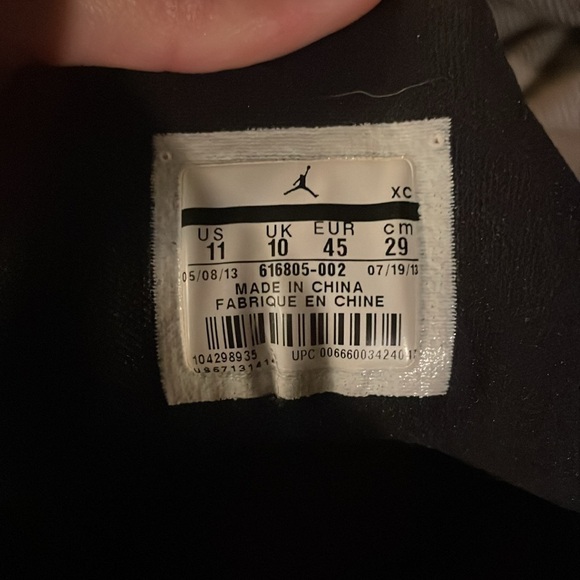 XC
US UK EUR cm
11 10 45 29
05/08/13 616805-002 07/19/13
MADE IN CHINA
FABRIQUE EN CHINE
104298935 UPC 00666003424041